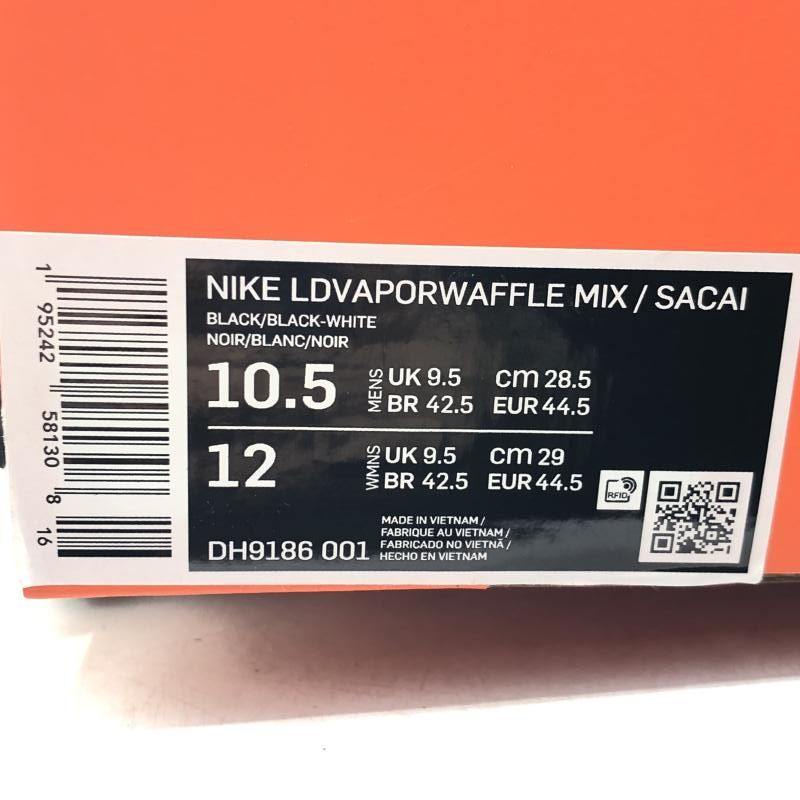 1 95242 58130 8 16
NIKE LDVAPORWAFFLE MIX / SACAI
BLACK/BLACK-WHITE
NOIR/BLANC/NOIR
10.5 MENS UK 9.5 cm 28.5
BR 42.5 EUR 44.5
12 WMNS UK 9.5 cm 29
BR 42.5 EUR 44.5
RFID
DH9186 001
MADE IN VIETNAM /
FABRIQUE AU VIETNAM /
FABRICADO NO VIETNÃ /
HECHO EN VIETNAM